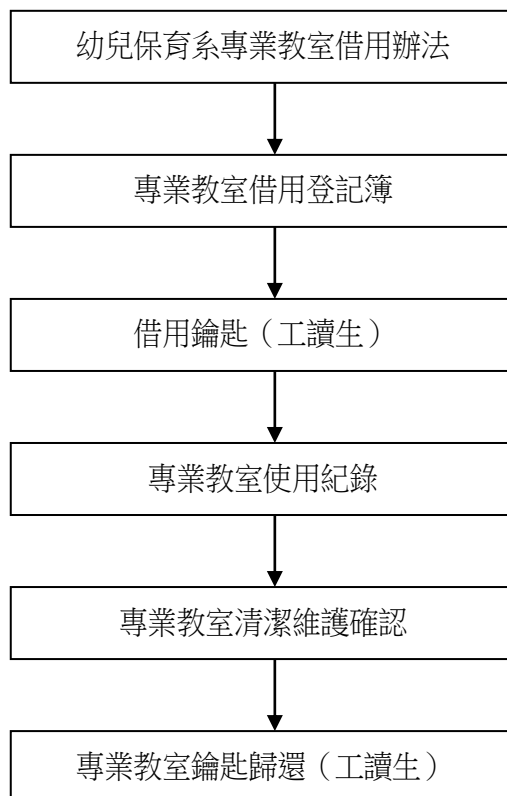 幼兒保育系專業教室借用辦法
專業教室借用登記簿
借用鑰匙（工讀生）
專業教室使用紀錄
專業教室清潔維護確認
專業教室鑰匙歸還（工讀生）